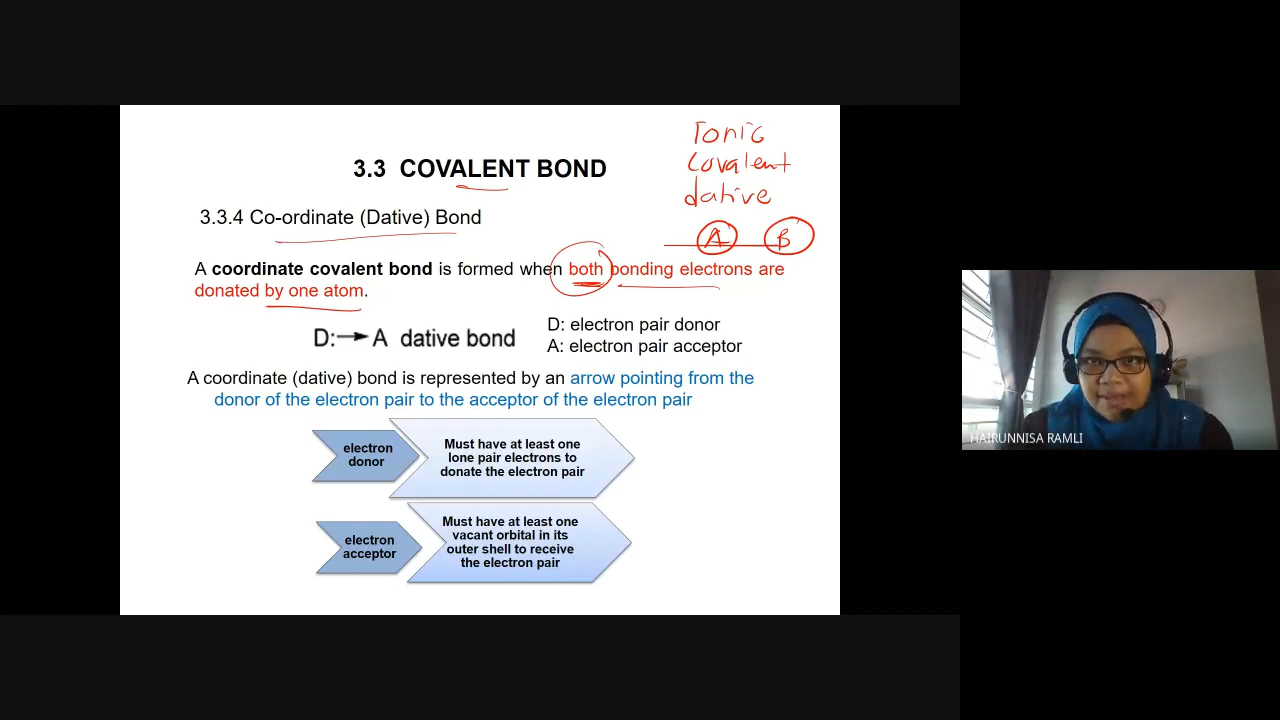 Ionic
Covalent
dative
3.3 COVALENT BOND
3.3.4 Co-ordinate (Dative) Bond
A B
A coordinate covalent bond is formed when both bonding electrons are
donated by one atom.
D:→A dative bond
D: electron pair donor
A: electron pair acceptor
A coordinate (dative) bond is represented by an arrow pointing from the
donor of the electron pair to the acceptor of the electron pair
electron
donor
Must have at least one
lone pair electrons to
donate the electron pair
electron
acceptor
Must have at least one
vacant orbital in its
outer shell to receive
the electron pair
HAIRUNNISA RAMLI